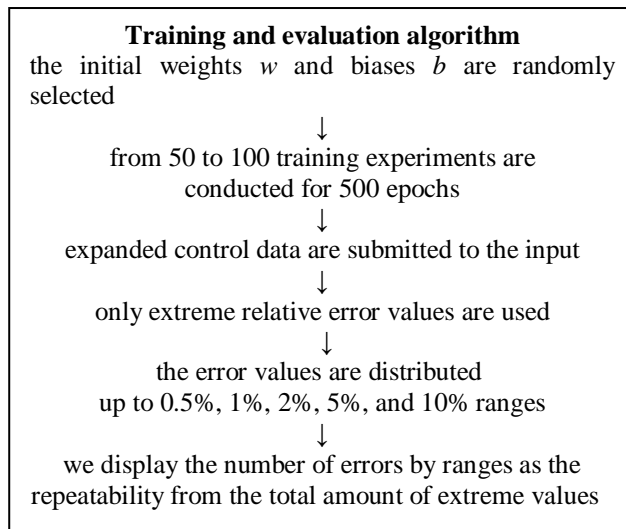 Training and evaluation algorithm
the initial weights w and biases b are randomly
selected
↓
from 50 to 100 training experiments are
conducted for 500 epochs
↓
expanded control data are submitted to the input
↓
only extreme relative error values are used
↓
the error values are distributed
up to 0.5%, 1%, 2%, 5%, and 10% ranges
↓
we display the number of errors by ranges as the
repeatability from the total amount of extreme values